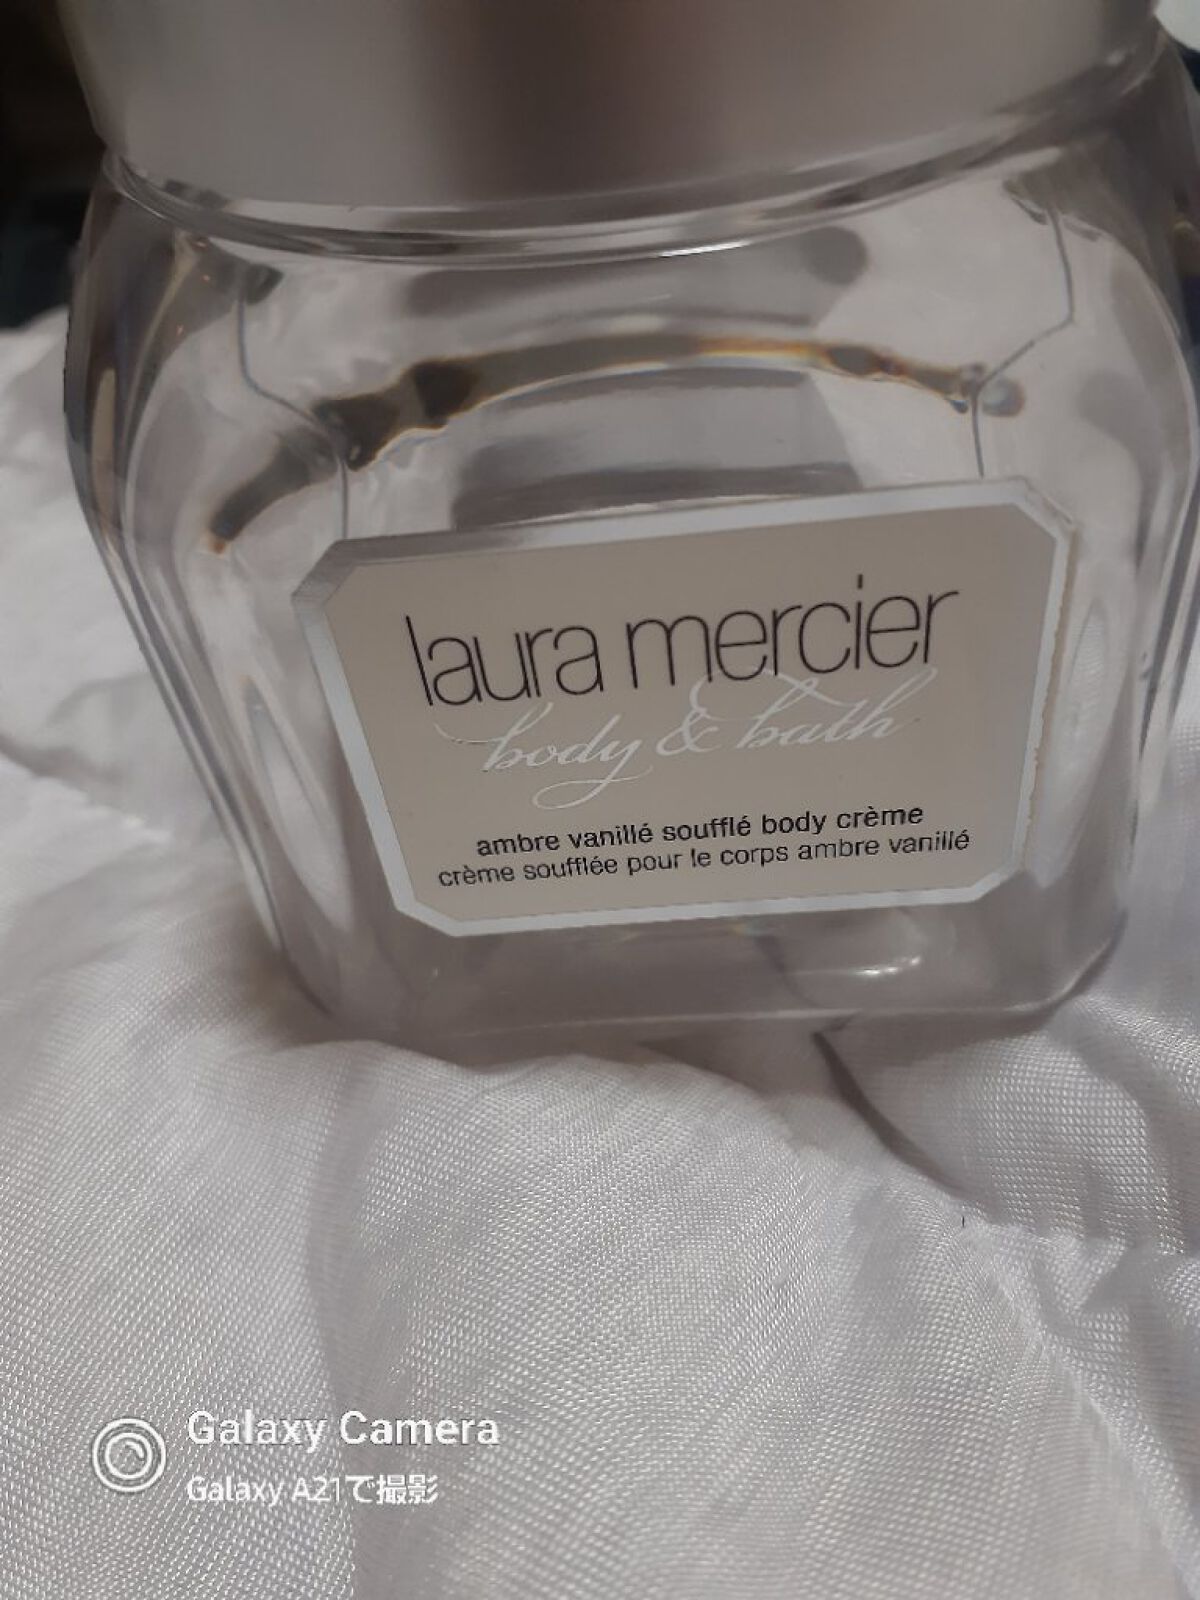 laura mercier
body & bath
ambre vanillé soufflé body crème
crème soufflée pour le corps ambre vanillé
Galaxy Camera
Galaxy A21で撮影